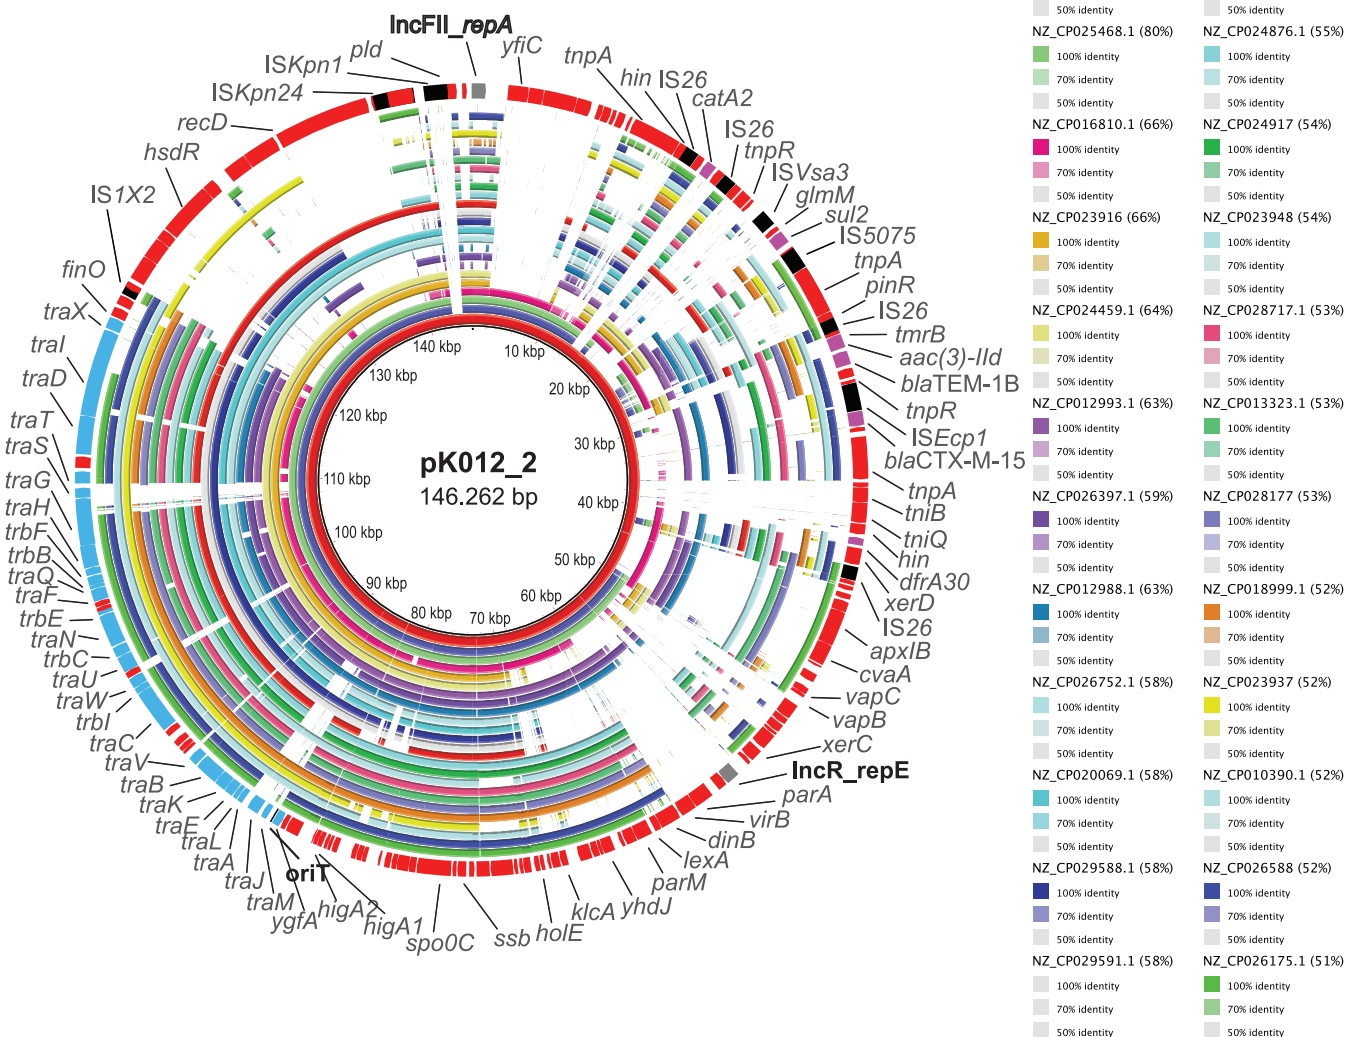 IncFII_repA
pld
yfiC
ISKpn1
tnpA
ISKpn24
hin
IS26
catA2
recD
IS26
tnpR
hsdR
ISVsa3
glmM
IS1X2
sul2
IS5075
finO
tnpA
pinR
traX
IS26
tmrB
traI
aac(3)-IId
traD
blaTEM-1B
traT
tnpR
traS
ISEcp1
blaCTX-M-15
traG
tnpA
traH
tniB
trbF
tniQ
trbB
hin
traQ
dfrA30
traF
xerD
trbE
IS26
traN
apxIB
trbC
cvaA
traU
vapC
traW
vapB
trbI
xerC
traC
IncR_repE
traV
parA
traB
virB
traK
dinB
traE
lexA
traL
parM
traA
oriT
traJ
yhdJ
traM
klcA
ygfA
higA2
higA1
holE
spo0C
ssb
140 kbp
10 kbp
130 kbp
20 kbp
120 kbp
30 kbp
110 kbp
40 kbp
100 kbp
50 kbp
90 kbp
60 kbp
80 kbp
70 kbp
pK012_2
146.262 bp
50% identity
NZ_CP025468.1 (80%)
100% identity
70% identity
50% identity
NZ_CP016810.1 (66%)
100% identity
70% identity
50% identity
NZ_CP023916 (66%)
100% identity
70% identity
50% identity
NZ_CP024459.1 (64%)
100% identity
70% identity
50% identity
NZ_CP012993.1 (63%)
100% identity
70% identity
50% identity
NZ_CP026397.1 (59%)
100% identity
70% identity
50% identity
NZ_CP012988.1 (63%)
100% identity
70% identity
50% identity
NZ_CP026752.1 (58%)
100% identity
70% identity
50% identity
NZ_CP020069.1 (58%)
100% identity
70% identity
50% identity
NZ_CP029588.1 (58%)
100% identity
70% identity
50% identity
NZ_CP029591.1 (58%)
100% identity
70% identity
50% identity
50% identity
NZ_CP024876.1 (55%)
100% identity
70% identity
50% identity
NZ_CP024917 (54%)
100% identity
70% identity
50% identity
NZ_CP023948 (54%)
100% identity
70% identity
50% identity
NZ_CP028717.1 (53%)
100% identity
70% identity
50% identity
NZ_CP013323.1 (53%)
100% identity
70% identity
50% identity
NZ_CP028177 (53%)
100% identity
70% identity
50% identity
NZ_CP018999.1 (52%)
100% identity
70% identity
50% identity
NZ_CP023937 (52%)
100% identity
70% identity
50% identity
NZ_CP010390.1 (52%)
100% identity
70% identity
50% identity
NZ_CP026588 (52%)
100% identity
70% identity
50% identity
NZ_CP026175.1 (51%)
100% identity
70% identity
50% identity